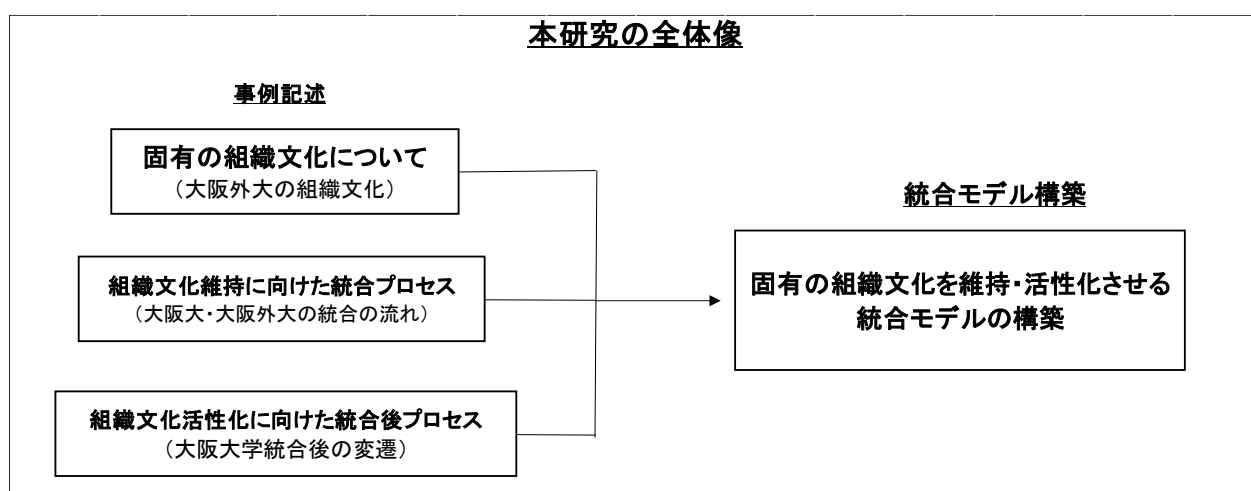 本研究の全体像
事例記述
固有の組織文化について
（大阪外大の組織文化）
組織文化維持に向けた統合プロセス
（大阪大・大阪外大の統合の流れ）
組織文化活性化に向けた統合後プロセス
（大阪大学統合後の変遷）
統合モデル構築
固有の組織文化を維持・活性化させる
統合モデルの構築